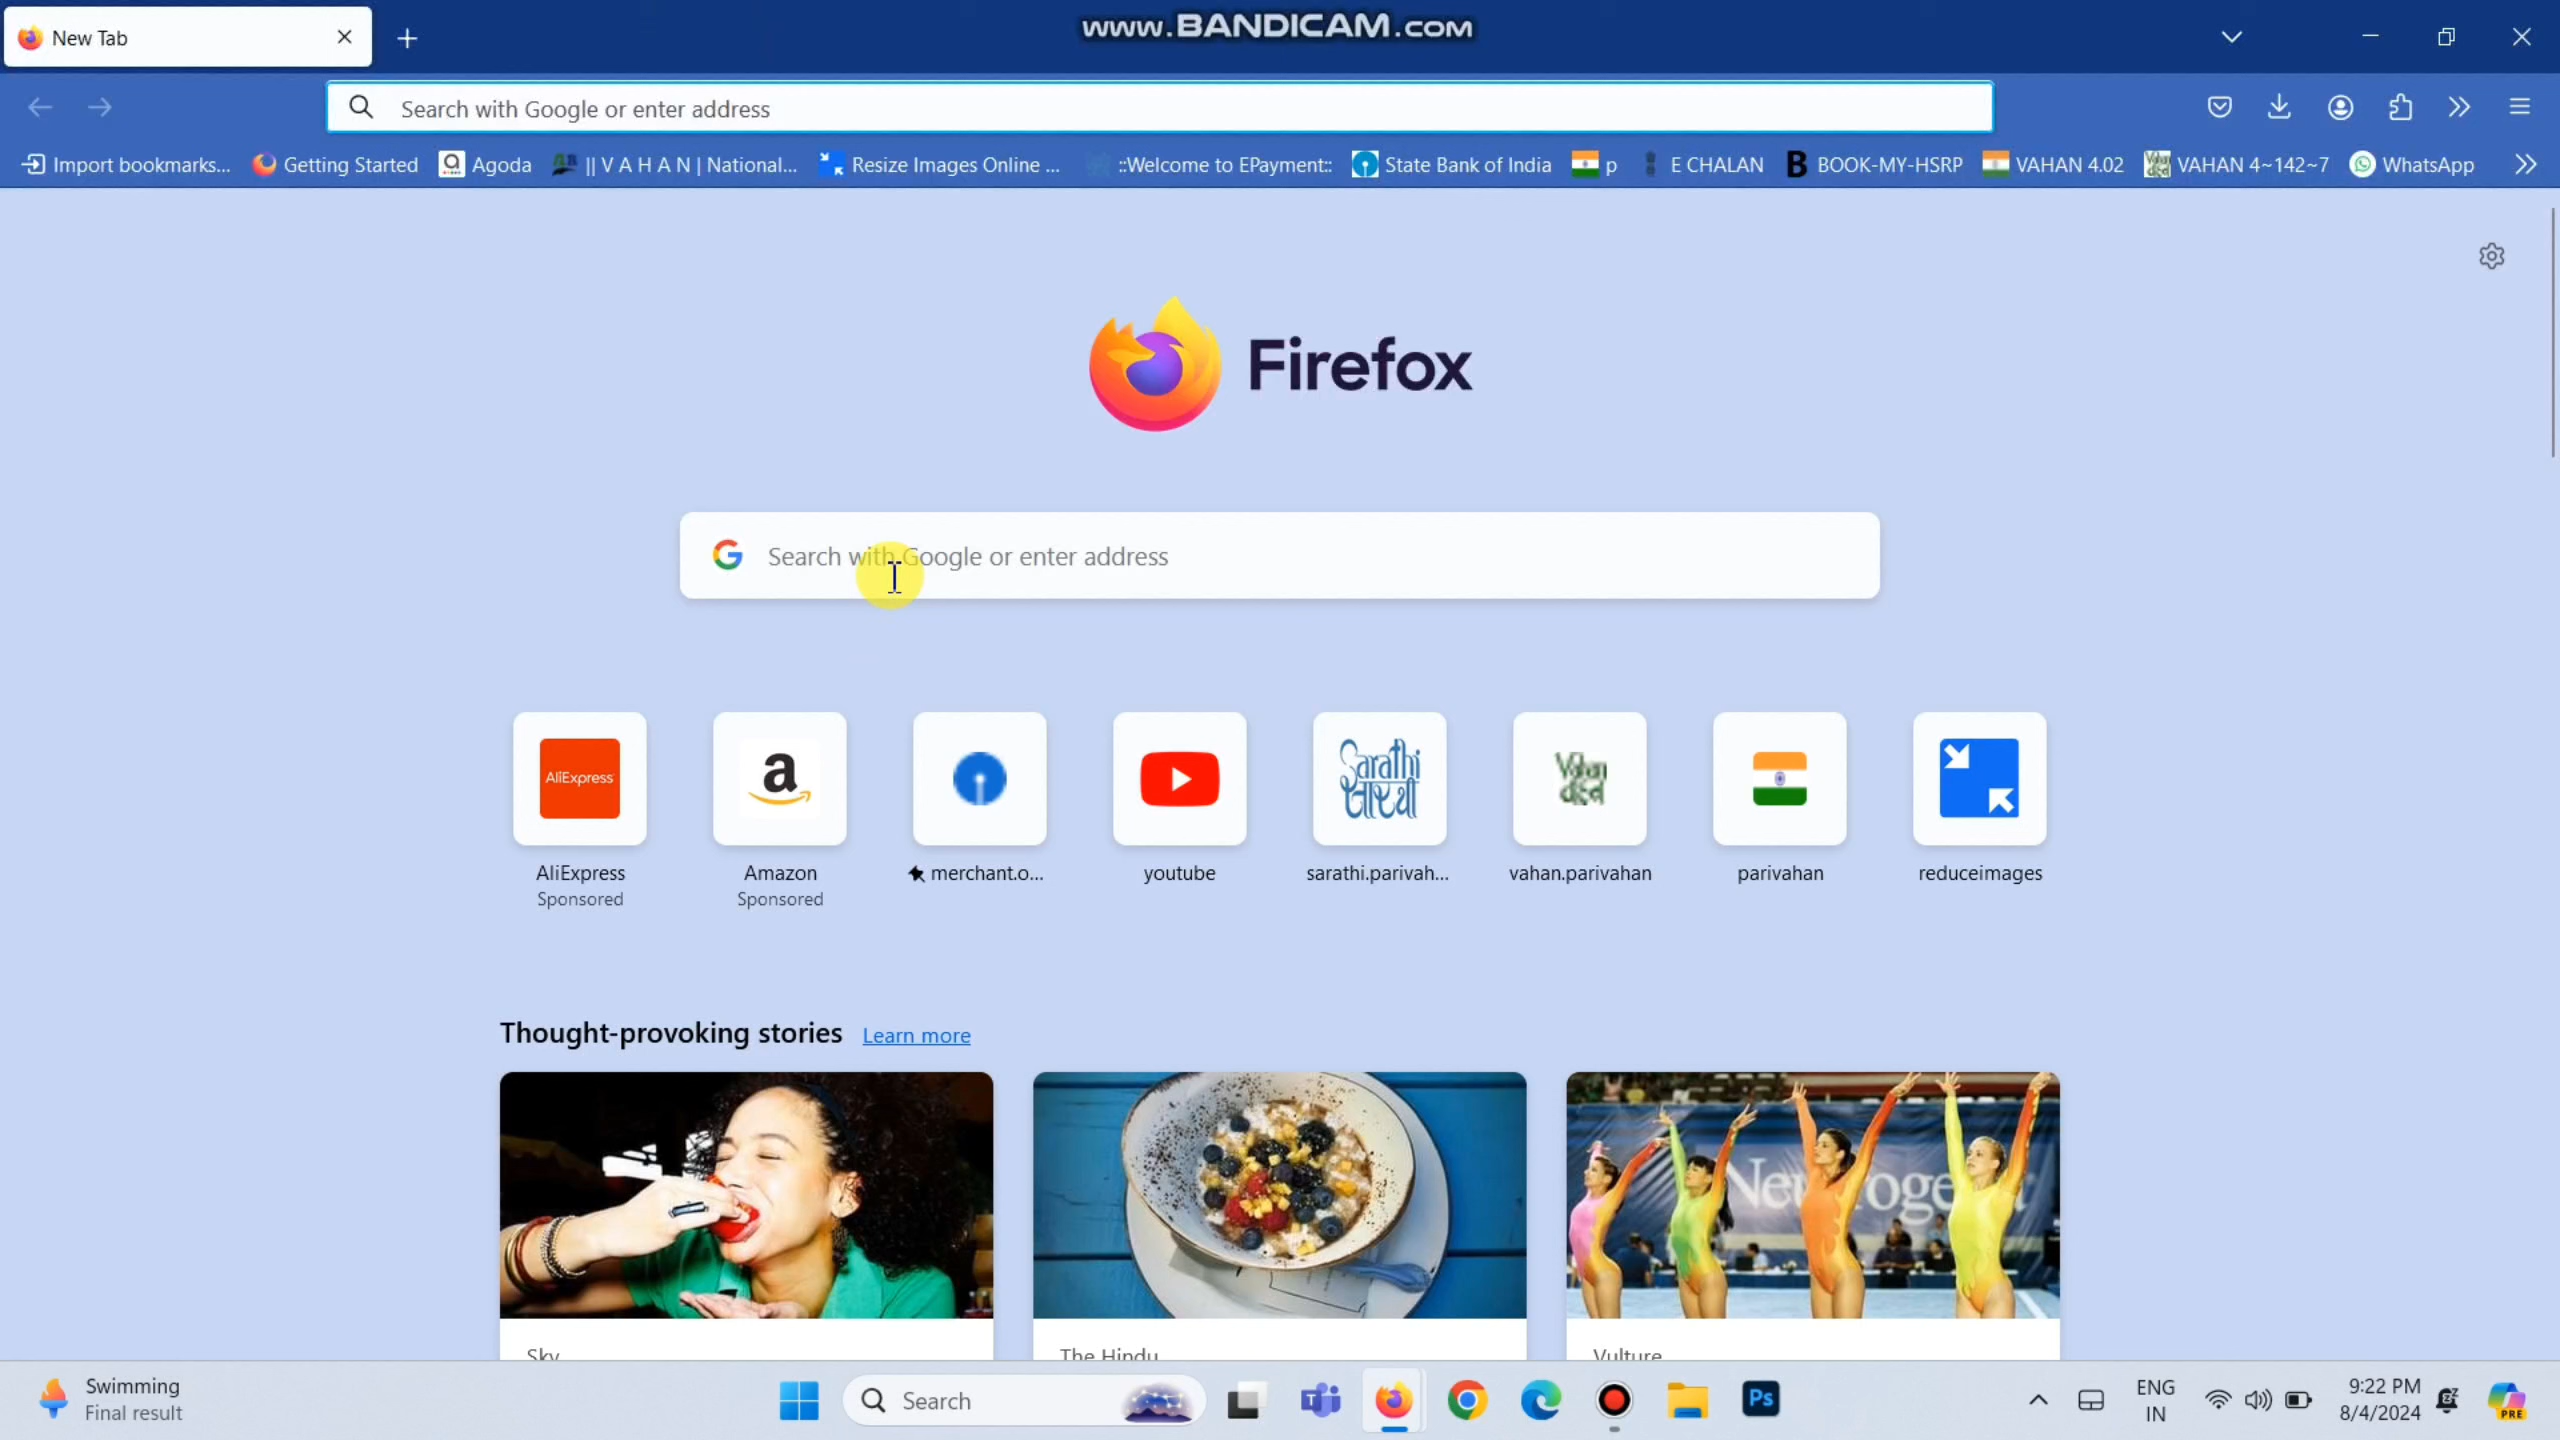 New Tab
www.BANDICAM.com
Search with Google or enter address
Import bookmarks... Getting Started Agoda || V A H A N | National... Resize Images Online ... ::Welcome to EPayment:: State Bank of India p E CHALAN BOOK-MY-HSRP VAHAN 4.02 VAHAN 4~142~7 WhatsApp
Firefox
Search with Google or enter address
AliExpress
a
Sarathi
सारथी
AliExpress Amazon merchant.o... youtube sarathi.parivah... vahan.parivahan parivahan reduceimages
Sponsored Sponsored
Thought-provoking stories Learn more
Sky The Hindu Vulture
Swimming
Final result
Search
Ps
ENG
IN
9:22 PM
8/4/2024
PRE